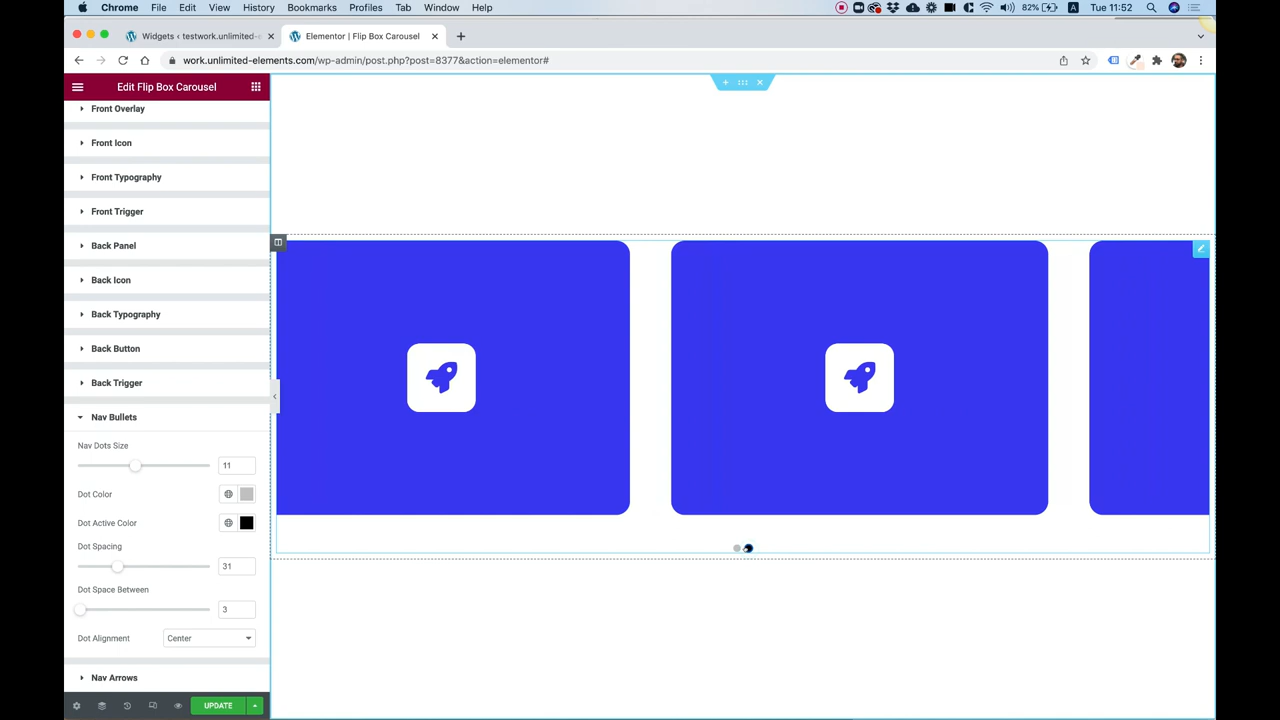 Chrome File Edit View History Bookmarks Profiles Tab Window Help 82% A Tue 11:52
Widgets ‹ testwork.unlimited-e Elementor | Flip Box Carousel
work.unlimited-elements.com/wp-admin/post.php?post=8377&action=elementor#
Edit Flip Box Carousel
Front Overlay
Front Icon
Front Typography
Front Trigger
Back Panel
Back Icon
Back Typography
Back Button
Back Trigger
Nav Bullets
Nav Dots Size
11
Dot Color
Dot Active Color
Dot Spacing
31
Dot Space Between
3
Dot Alignment Center
Nav Arrows
UPDATE